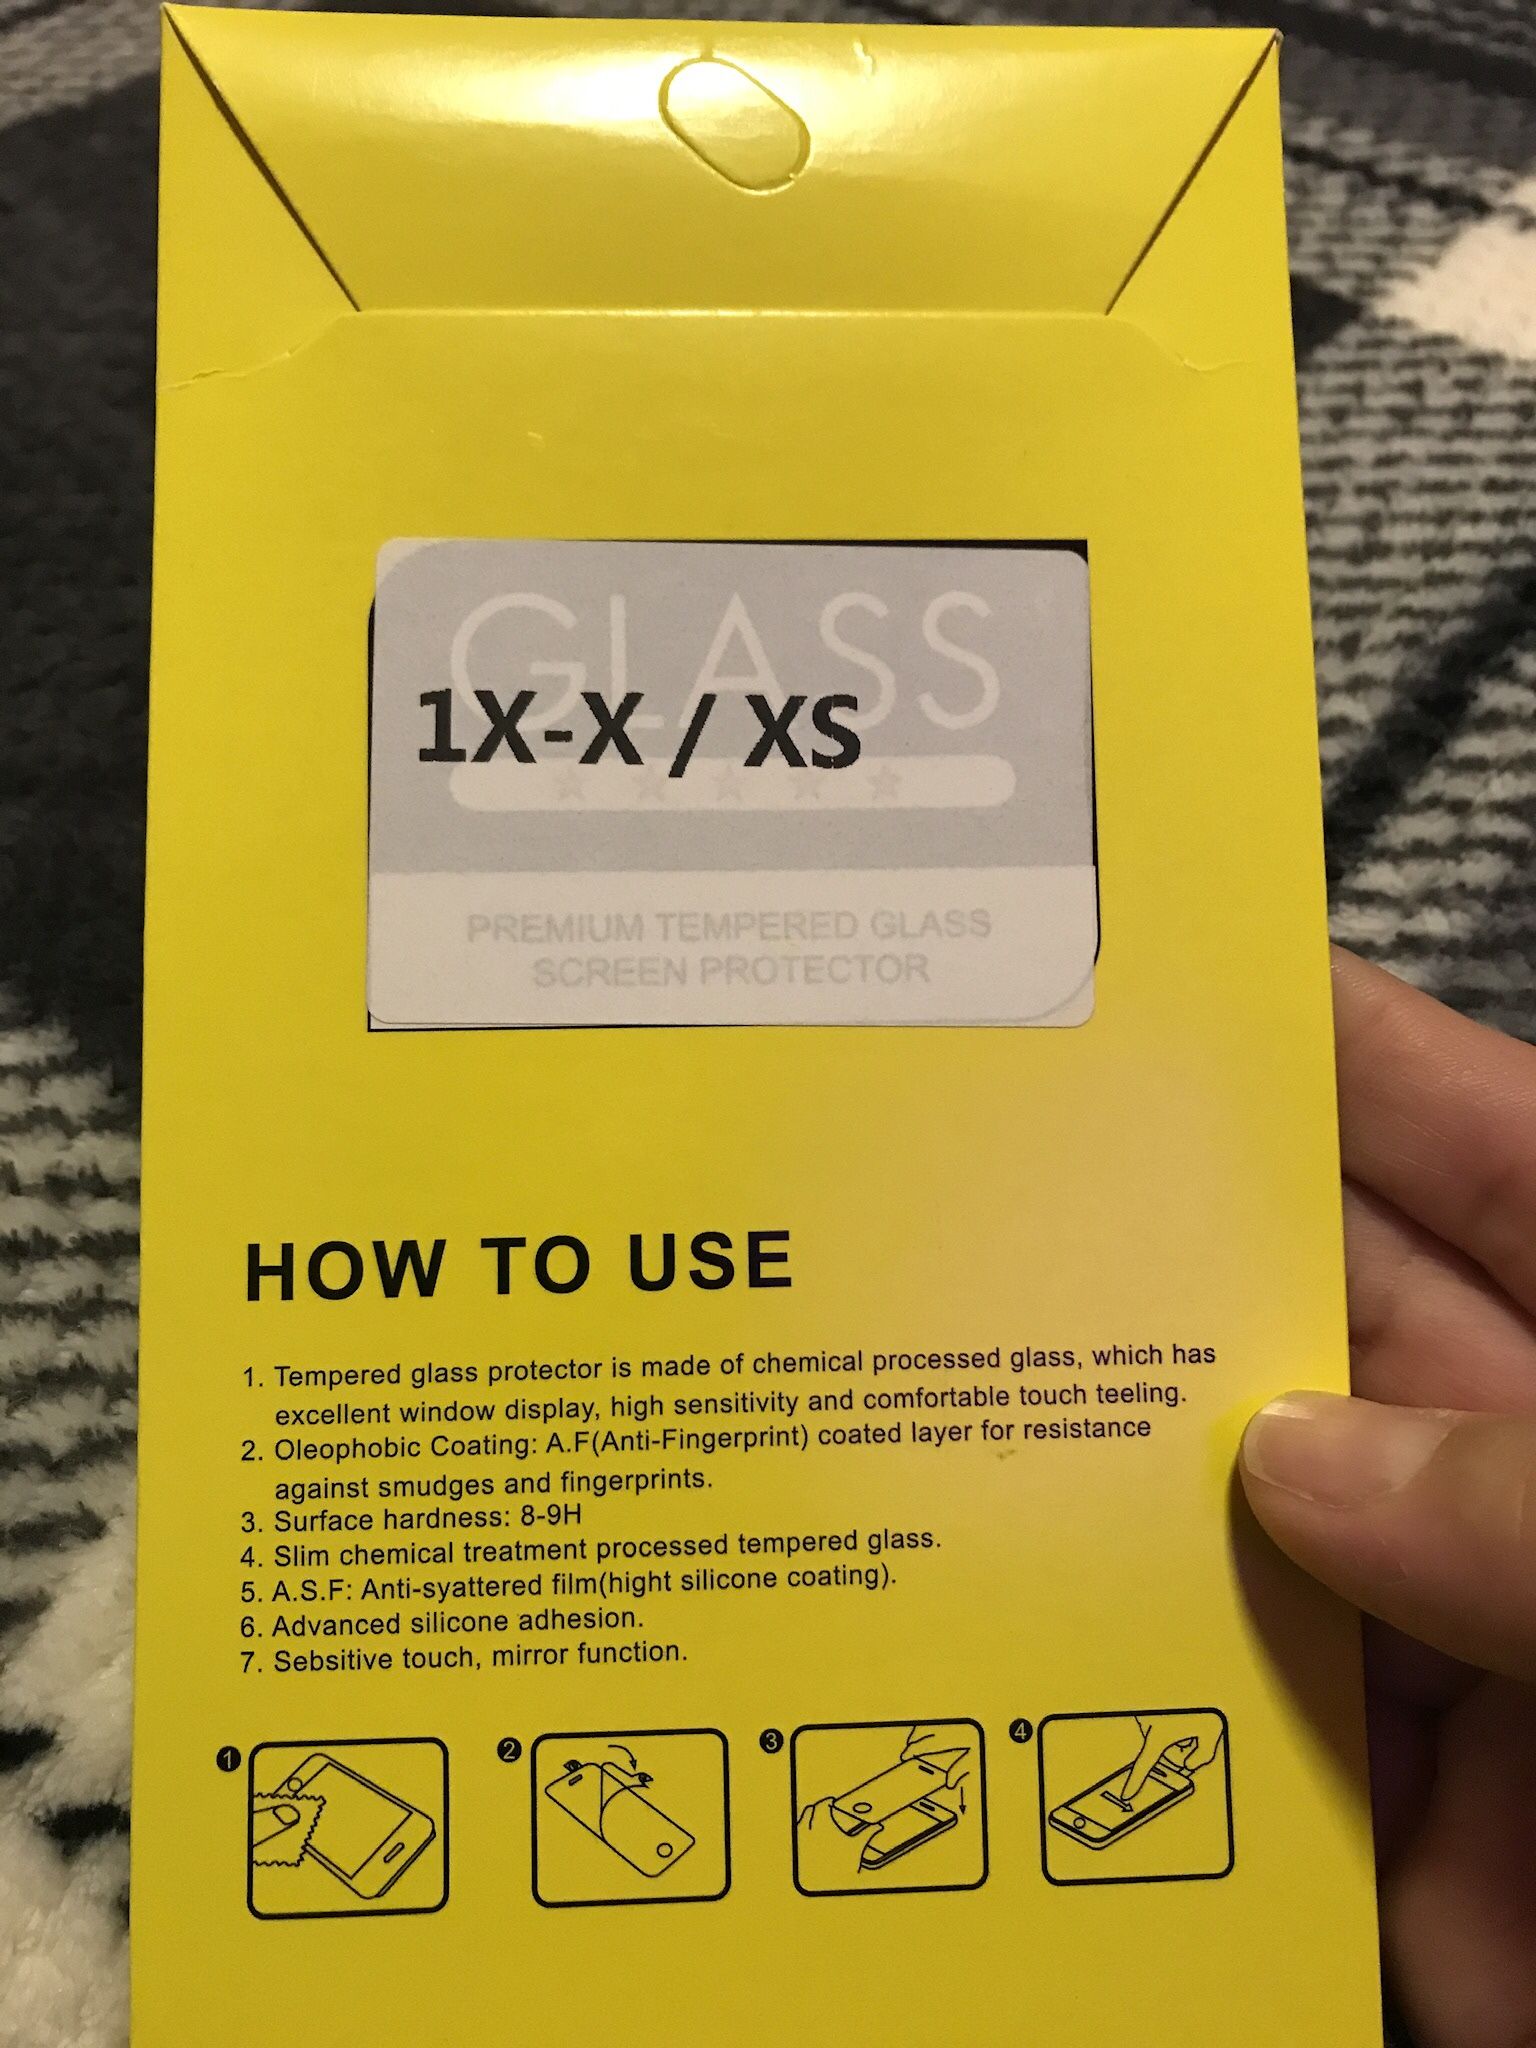 GLASS
1X-X / XS
PREMIUM TEMPERED GLASS
SCREEN PROTECTOR
HOW TO USE
1. Tempered glass protector is made of chemical processed glass, which has
excellent window display, high sensitivity and comfortable touch teeling.
2. Oleophobic Coating: A.F(Anti-Fingerprint) coated layer for resistance
against smudges and fingerprints.
3. Surface hardness: 8-9H
4. Slim chemical treatment processed tempered glass.
5. A.S.F: Anti-syattered film(hight silicone coating).
6. Advanced silicone adhesion.
7. Sebsitive touch, mirror function.
1 2 3 4